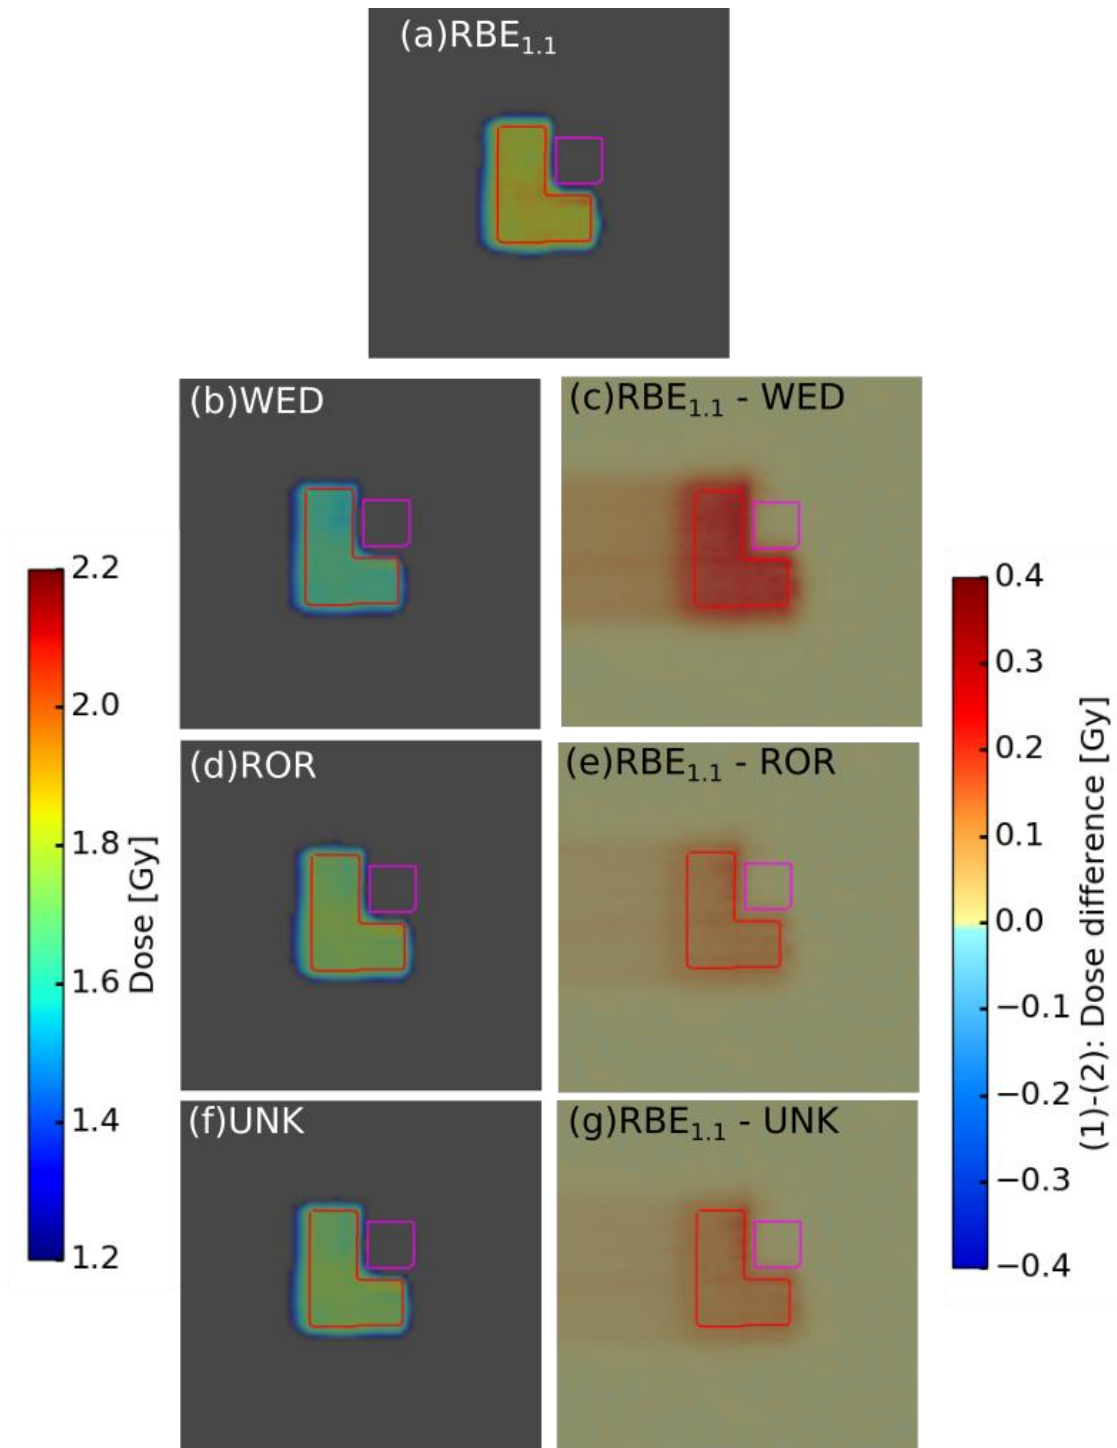 (a)RBE1.1
(b)WED
(c)RBE1.1 - WED
2.2
2.0
1.8
1.6
1.4
1.2
Dose [Gy]
(d)ROR
(e)RBE1.1 - ROR
0.4
0.3
0.2
0.1
0.0
−0.1
−0.2
−0.3
−0.4
(1)-(2): Dose difference [Gy]
(f)UNK
(g)RBE1.1 - UNK